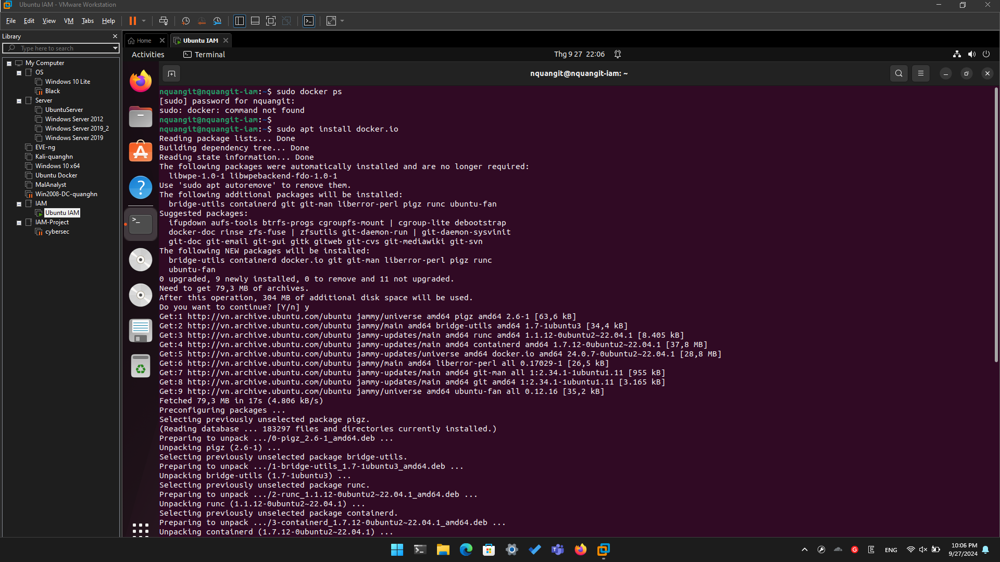 Ubuntu IAM - VMware Workstation
File Edit View VM Tabs Help
Library
Type here to search
My Computer
OS
Windows 10 Lite
Black
Server
UbuntuServer
Windows Server 2012
Windows Server 2019_2
Windows Server 2019
EVE-ng
Kali-quanghn
Windows 10 x64
Ubuntu Docker
MalAnalyst
Win2008-DC-quanghn
IAM
Ubuntu IAM
IAM-Project
cybersec
Home
Ubuntu IAM
Activities
Terminal
Thg 9 27 22:06
nquangit@nquangit-iam: ~
nquangit@nquangit-iam:~$ sudo docker ps
[sudo] password for nquangit:
sudo: docker: command not found
nquangit@nquangit-iam:~$
nquangit@nquangit-iam:~$ sudo apt install docker.io
Reading package lists... Done
Building dependency tree... Done
Reading state information... Done
The following packages were automatically installed and are no longer required:
libwpe-1.0-1 libwpebackend-fdo-1.0-1
Use 'sudo apt autoremove' to remove them.
The following additional packages will be installed:
bridge-utils containerd git git-man liberror-perl pigz runc ubuntu-fan
Suggested packages:
ifupdown aufs-tools btrfs-progs cgroupfs-mount | cgroup-lite debootstrap
docker-doc rinse zfs-fuse | zfsutils git-daemon-run | git-daemon-sysvinit
git-doc git-email git-gui gitk gitweb git-cvs git-mediawiki git-svn
The following NEW packages will be installed:
bridge-utils containerd docker.io git git-man liberror-perl pigz runc
ubuntu-fan
0 upgraded, 9 newly installed, 0 to remove and 11 not upgraded.
Need to get 79,3 MB of archives.
After this operation, 304 MB of additional disk space will be used.
Do you want to continue? [Y/n] y
Get:1 http://vn.archive.ubuntu.com/ubuntu jammy/universe amd64 pigz amd64 2.6-1 [63,6 kB]
Get:2 http://vn.archive.ubuntu.com/ubuntu jammy/main amd64 bridge-utils amd64 1.7-1ubuntu3 [34,4 kB]
Get:3 http://vn.archive.ubuntu.com/ubuntu jammy-updates/main amd64 runc amd64 1.1.12-0ubuntu2~22.04.1 [8.405 kB]
Get:4 http://vn.archive.ubuntu.com/ubuntu jammy-updates/main amd64 containerd amd64 1.7.12-0ubuntu2~22.04.1 [37,8 MB]
Get:5 http://vn.archive.ubuntu.com/ubuntu jammy-updates/universe amd64 docker.io amd64 24.0.7-0ubuntu2~22.04.1 [28,8 MB]
Get:6 http://vn.archive.ubuntu.com/ubuntu jammy/main amd64 liberror-perl all 0.17029-1 [26,5 kB]
Get:7 http://vn.archive.ubuntu.com/ubuntu jammy-updates/main amd64 git-man all 1:2.34.1-1ubuntu1.11 [955 kB]
Get:8 http://vn.archive.ubuntu.com/ubuntu jammy-updates/main amd64 git amd64 1:2.34.1-1ubuntu1.11 [3.165 kB]
Get:9 http://vn.archive.ubuntu.com/ubuntu jammy/universe amd64 ubuntu-fan all 0.12.16 [35,2 kB]
Fetched 79,3 MB in 17s (4.806 kB/s)
Preconfiguring packages ...
Selecting previously unselected package pigz.
(Reading database ... 183297 files and directories currently installed.)
Preparing to unpack .../0-pigz_2.6-1_amd64.deb ...
Unpacking pigz (2.6-1) ...
Selecting previously unselected package bridge-utils.
Preparing to unpack .../1-bridge-utils_1.7-1ubuntu3_amd64.deb ...
Unpacking bridge-utils (1.7-1ubuntu3) ...
Selecting previously unselected package runc.
Preparing to unpack .../2-runc_1.1.12-0ubuntu2~22.04.1_amd64.deb ...
Unpacking runc (1.1.12-0ubuntu2~22.04.1) ...
Selecting previously unselected package containerd.
Preparing to unpack .../3-containerd_1.7.12-0ubuntu2~22.04.1_amd64.deb ...
Unpacking containerd (1.7.12-0ubuntu2~22.04.1) ...
ENG
10:06 PM
9/27/2024